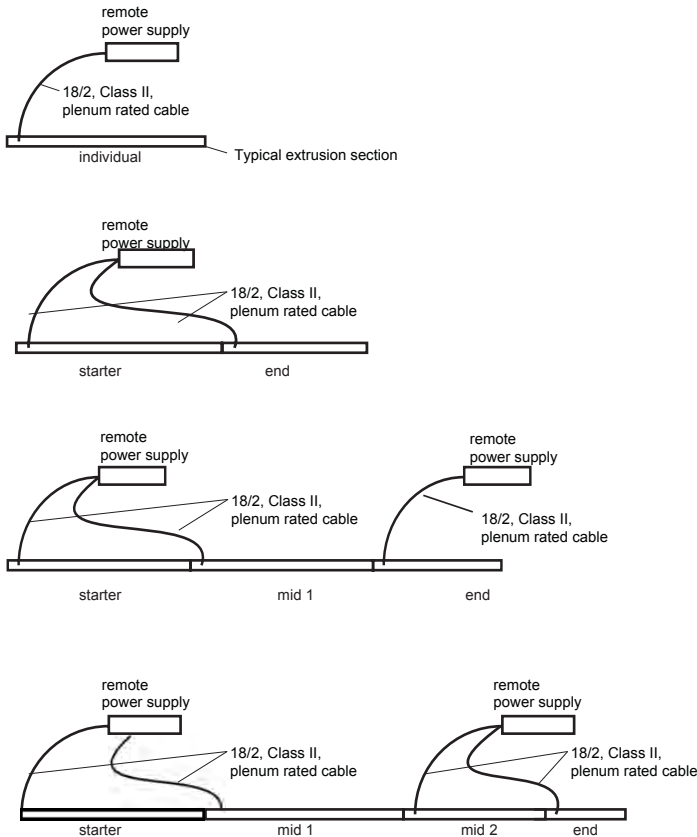 remote
power supply
18/2, Class II,
plenum rated cable
individual
Typical extrusion section
remote
power supply
18/2, Class II,
plenum rated cable
starter
end
remote
power supply
remote
power supply
18/2, Class II,
plenum rated cable
18/2, Class II,
plenum rated cable
starter
mid 1
end
remote
power supply
remote
power supply
18/2, Class II,
plenum rated cable
18/2, Class II,
plenum rated cable
starter
mid 1
mid 2
end